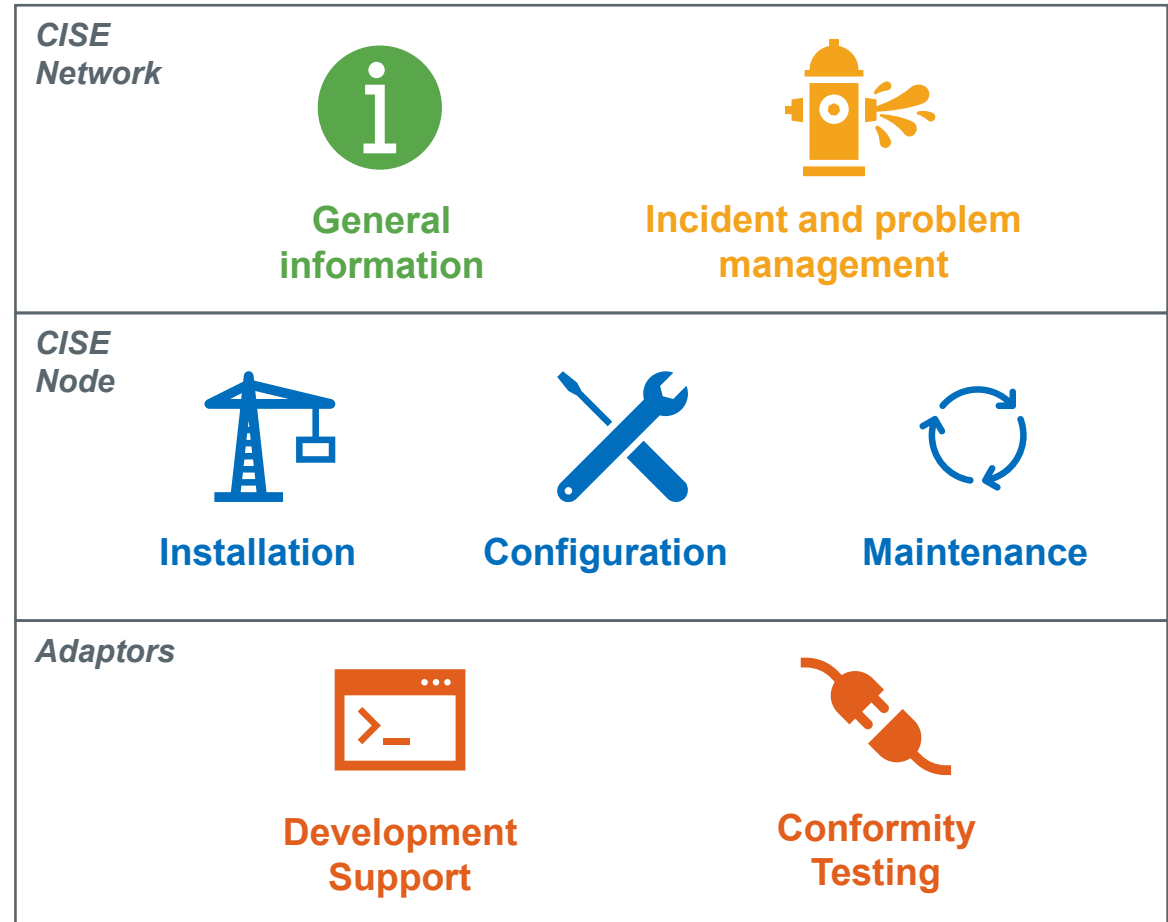 CISE
Network
General
information
Incident and problem
management
CISE
Node
Installation
Configuration
Maintenance
Adaptors
Development
Support
Conformity
Testing